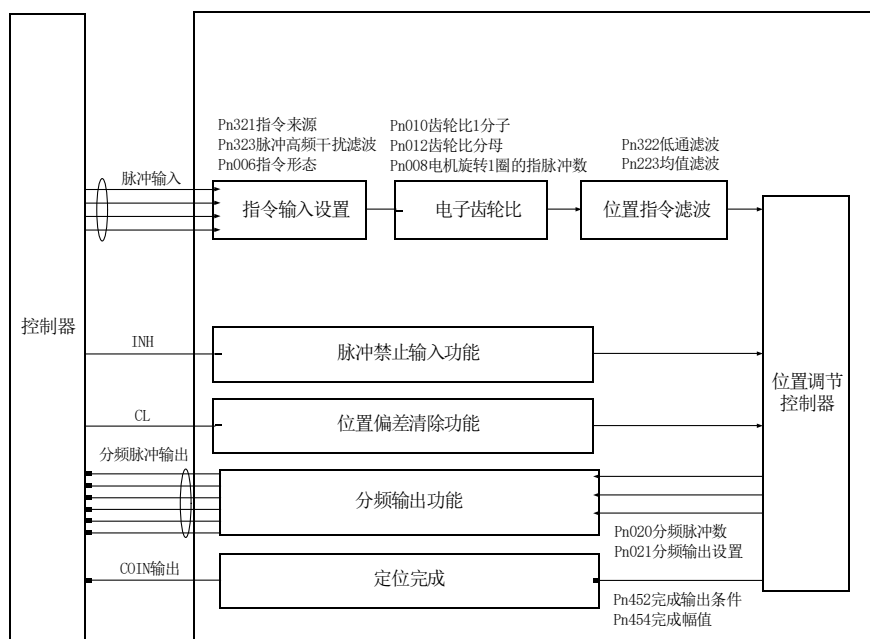 Pn321指令来源
Pn323脉冲高频干扰滤波
Pn006指令形态
Pn010齿轮比1分子
Pn012齿轮比分母
Pn008电机旋转1圈的指脉冲数
Pn322低通滤波
Pn223均值滤波
脉冲输入
指令输入设置
电子齿轮比
位置指令滤波
控制器
INH
脉冲禁止输入功能
位置调节
控制器
CL
位置偏差清除功能
分频脉冲输出
分频输出功能
Pn020分频脉冲数
Pn021分频输出设置
COIN输出
定位完成
Pn452完成输出条件
Pn454完成幅值